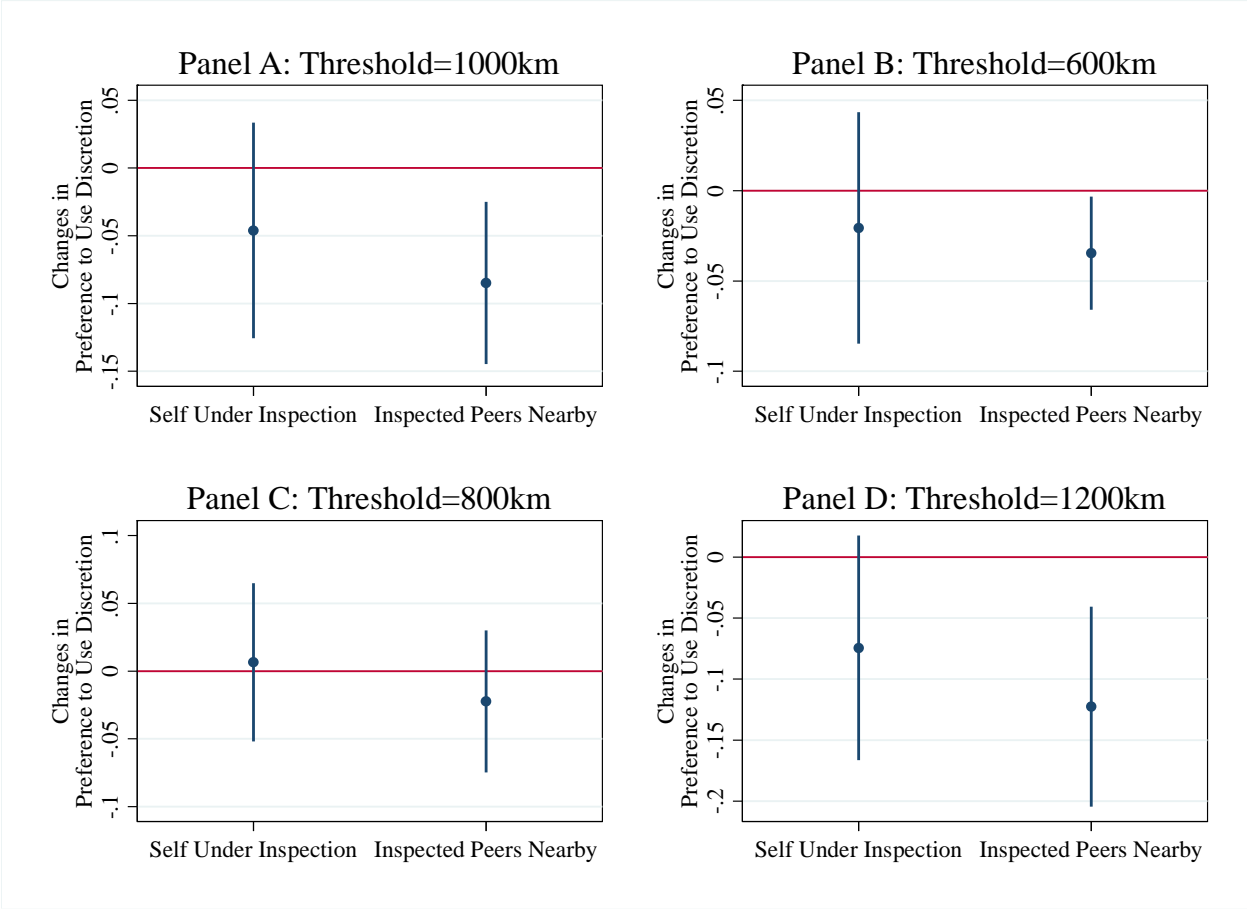 Panel A: Threshold=1000km
Changes in
Preference to Use Discretion
.05
0
-.05
-.1
-.15
Self Under Inspection
Inspected Peers Nearby
Panel B: Threshold=600km
Changes in
Preference to Use Discretion
.05
0
-.05
-.1
Self Under Inspection
Inspected Peers Nearby
Panel C: Threshold=800km
Changes in
Preference to Use Discretion
.1
.05
0
-.05
-.1
Self Under Inspection
Inspected Peers Nearby
Panel D: Threshold=1200km
Changes in
Preference to Use Discretion
0
-.05
-.1
-.15
-.2
Self Under Inspection
Inspected Peers Nearby